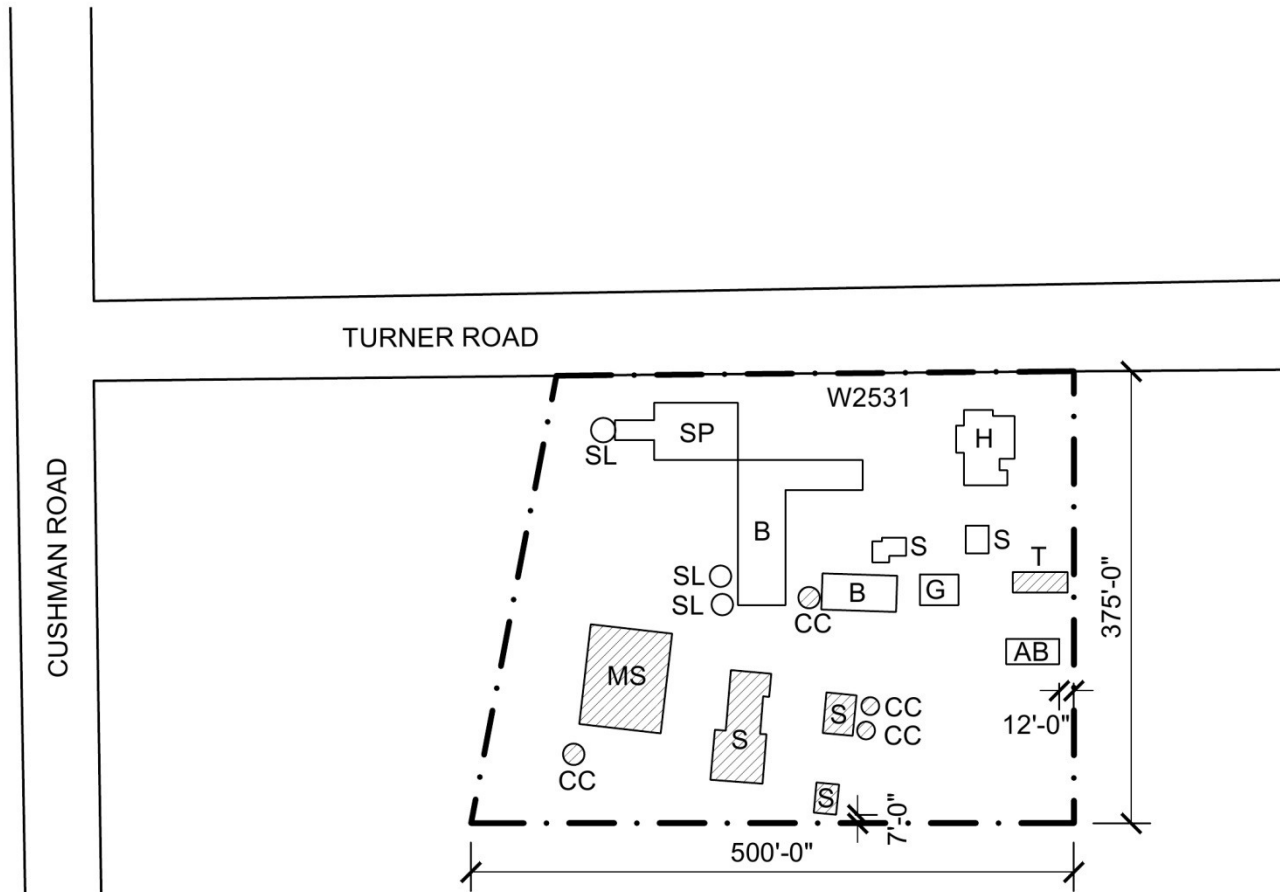 TURNER ROAD
W2531
SP
H
SL
CUSHMAN ROAD
B
S
S
T
SL
B
G
SL
CC
375'-0"
AB
MS
12'-0"
S
CC
S
CC
CC
S
7'-0"
500'-0"